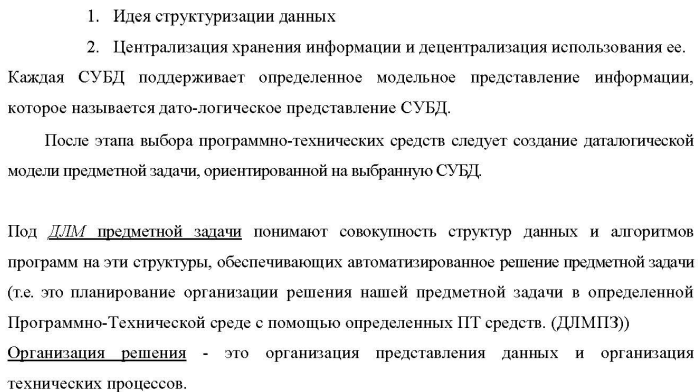 1. Идея структуризации данных
2. Централизация хранения информации и децентрализация использования ее.
Каждая СУБД поддерживает определенное модельное представление информации,
которое называется дато-логическое представление СУБД.
После этапа выбора программно-технических средств следует создание даталогической
модели предметной задачи, ориентированной на выбранную СУБД.
Под ДЛМ предметной задачи понимают совокупность структур данных и алгоритмов
программ на эти структуры, обеспечивающих автоматизированное решение предметной задачи
(т.е. это планирование организации решения нашей предметной задачи в определенной
Программно-Технической среде с помощью определенных ПТ средств. (ДЛМПЗ))
Организация решения - это организация представления данных и организация
технических процессов.